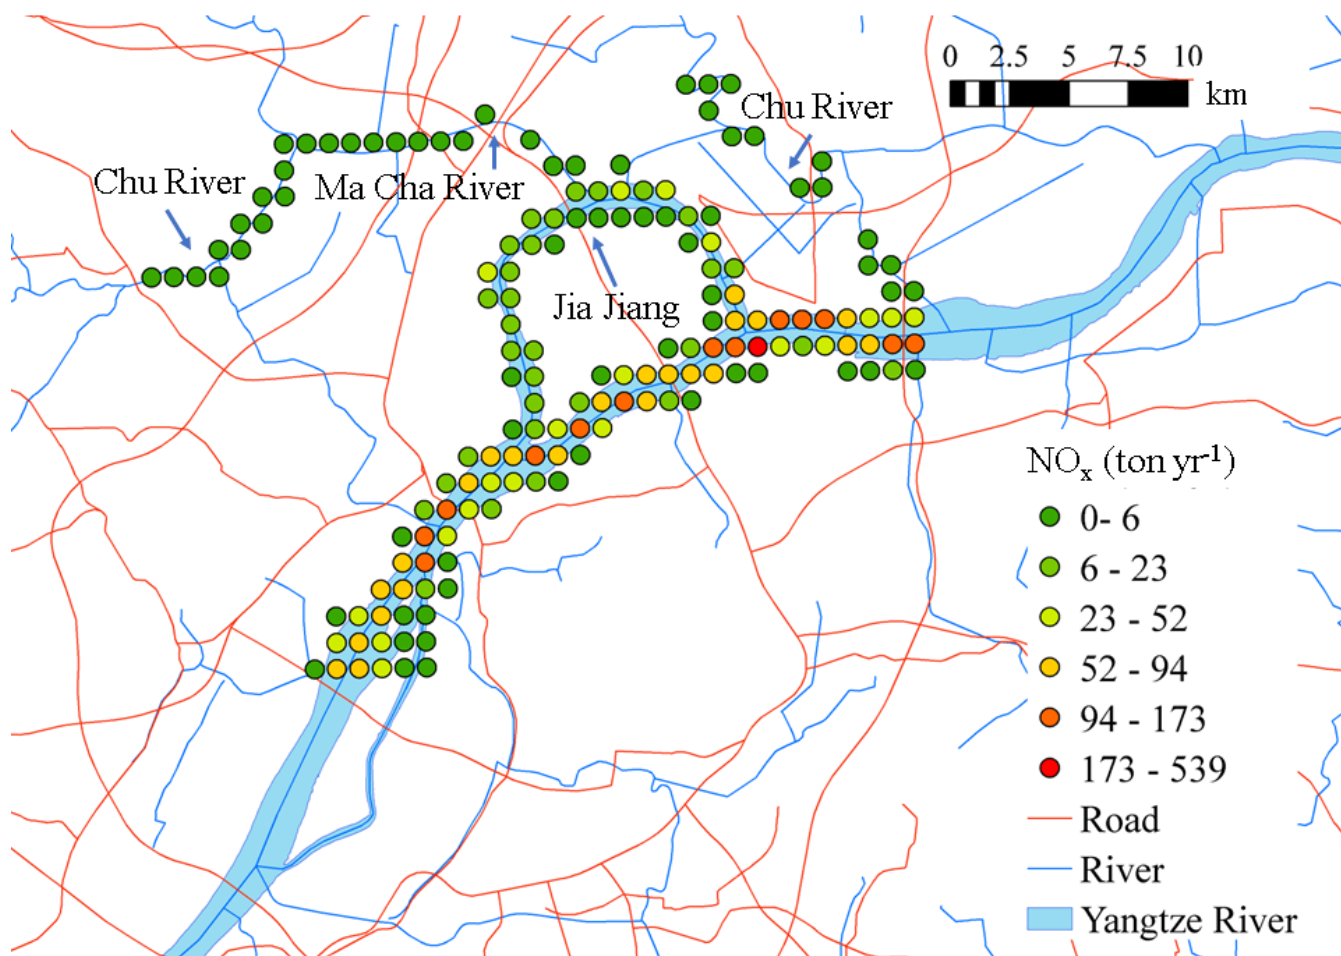 0 2.5 5 7.5 10
km
Chu River
Chu River
Ma Cha River
Jia Jiang
NOx (ton yr-1)
0- 6
6 - 23
23 - 52
52 - 94
94 - 173
173 - 539
Road
River
Yangtze River